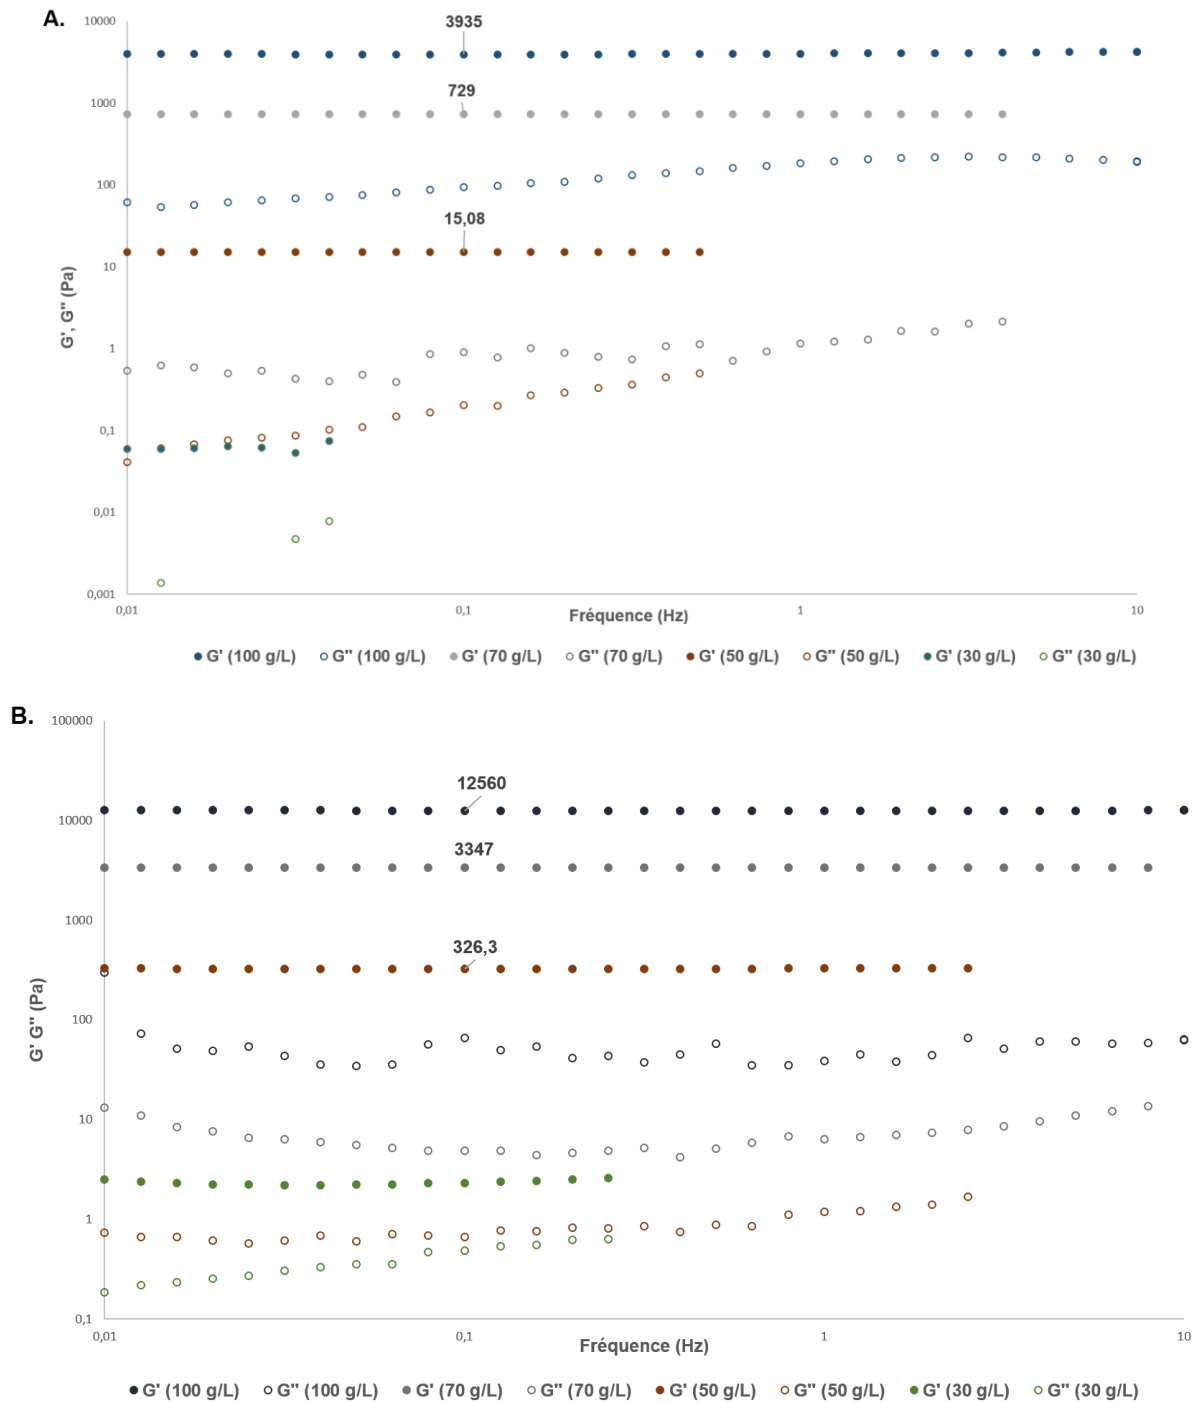 A.
10000
3935
1000
729
100
15,08
10
G', G" (Pa)
1
0,1
0,01
0,001
0,01 0,1 1 10
Fréquence (Hz)
G' (100 g/L) G" (100 g/L) G' (70 g/L) G" (70 g/L) G' (50 g/L) G" (50 g/L) G' (30 g/L) G" (30 g/L)
B.
100000
12560
10000
3347
1000
326,3
G' G" (Pa)
100
10
1
0,1
0,01 0,1 1 10
Fréquence (Hz)
G' (100 g/L) G" (100 g/L) G' (70 g/L) G" (70 g/L) G' (50 g/L) G" (50 g/L) G' (30 g/L) G" (30 g/L)